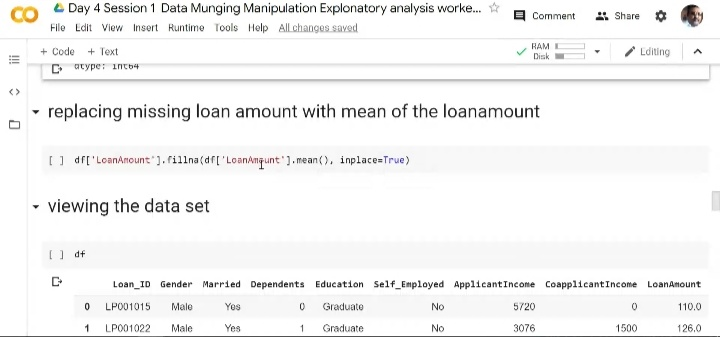 Day 4 Session 1 Data Munging Manipulation Explonatory analysis worke...
Comment
Share
File Edit View Insert Runtime Tools Help All changes saved
+ Code + Text
RAM
Disk
Editing
dtype: int64
replacing missing loan amount with mean of the loanamount
[ ] df['LoanAmount'].fillna(df['LoanAmount'].mean(), inplace=True)
viewing the data set
[ ] df
Loan_ID Gender Married Dependents Education Self_Employed ApplicantIncome CoapplicantIncome LoanAmount
0 LP001015 Male Yes 0 Graduate No 5720 0 110.0
1 LP001022 Male Yes 1 Graduate No 3076 1500 126.0